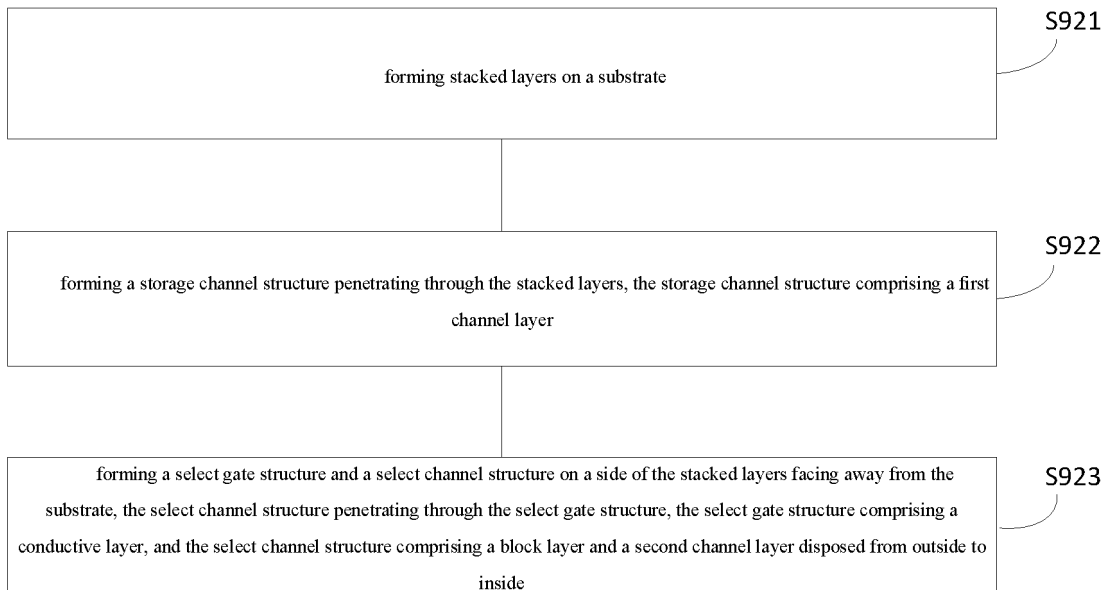 S921
forming stacked layers on a substrate
S922
forming a storage channel structure penetrating through the stacked layers, the storage channel structure comprising a first
channel layer
S923
forming a select gate structure and a select channel structure on a side of the stacked layers facing away from the
substrate, the select channel structure penetrating through the select gate structure, the select gate structure comprising a
conductive layer, and the select channel structure comprising a block layer and a second channel layer disposed from outside to
inside